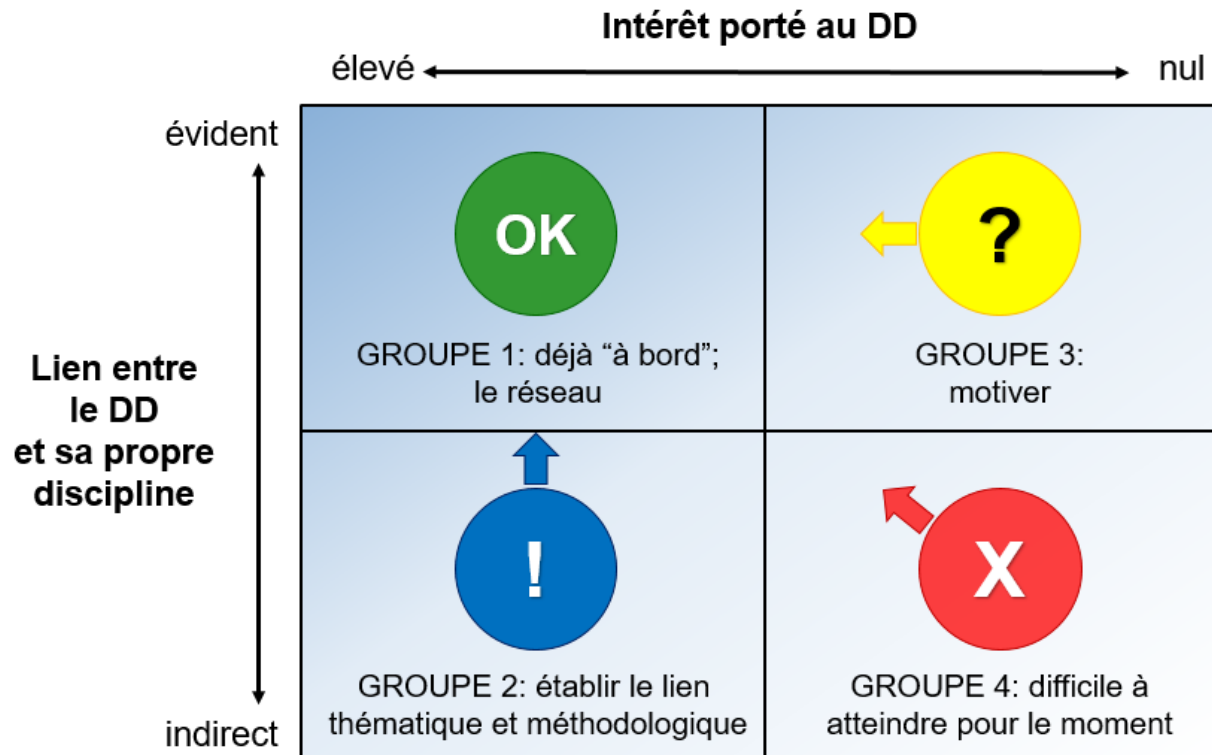 Intérêt porté au DD
élevé
nul
évident
OK
?
GROUPE 1: déjà “à bord”;
le réseau
GROUPE 3:
motiver
Lien entre
le DD
et sa propre
discipline
!
X
GROUPE 2: établir le lien
thématique et méthodologique
GROUPE 4: difficile à
atteindre pour le moment
indirect